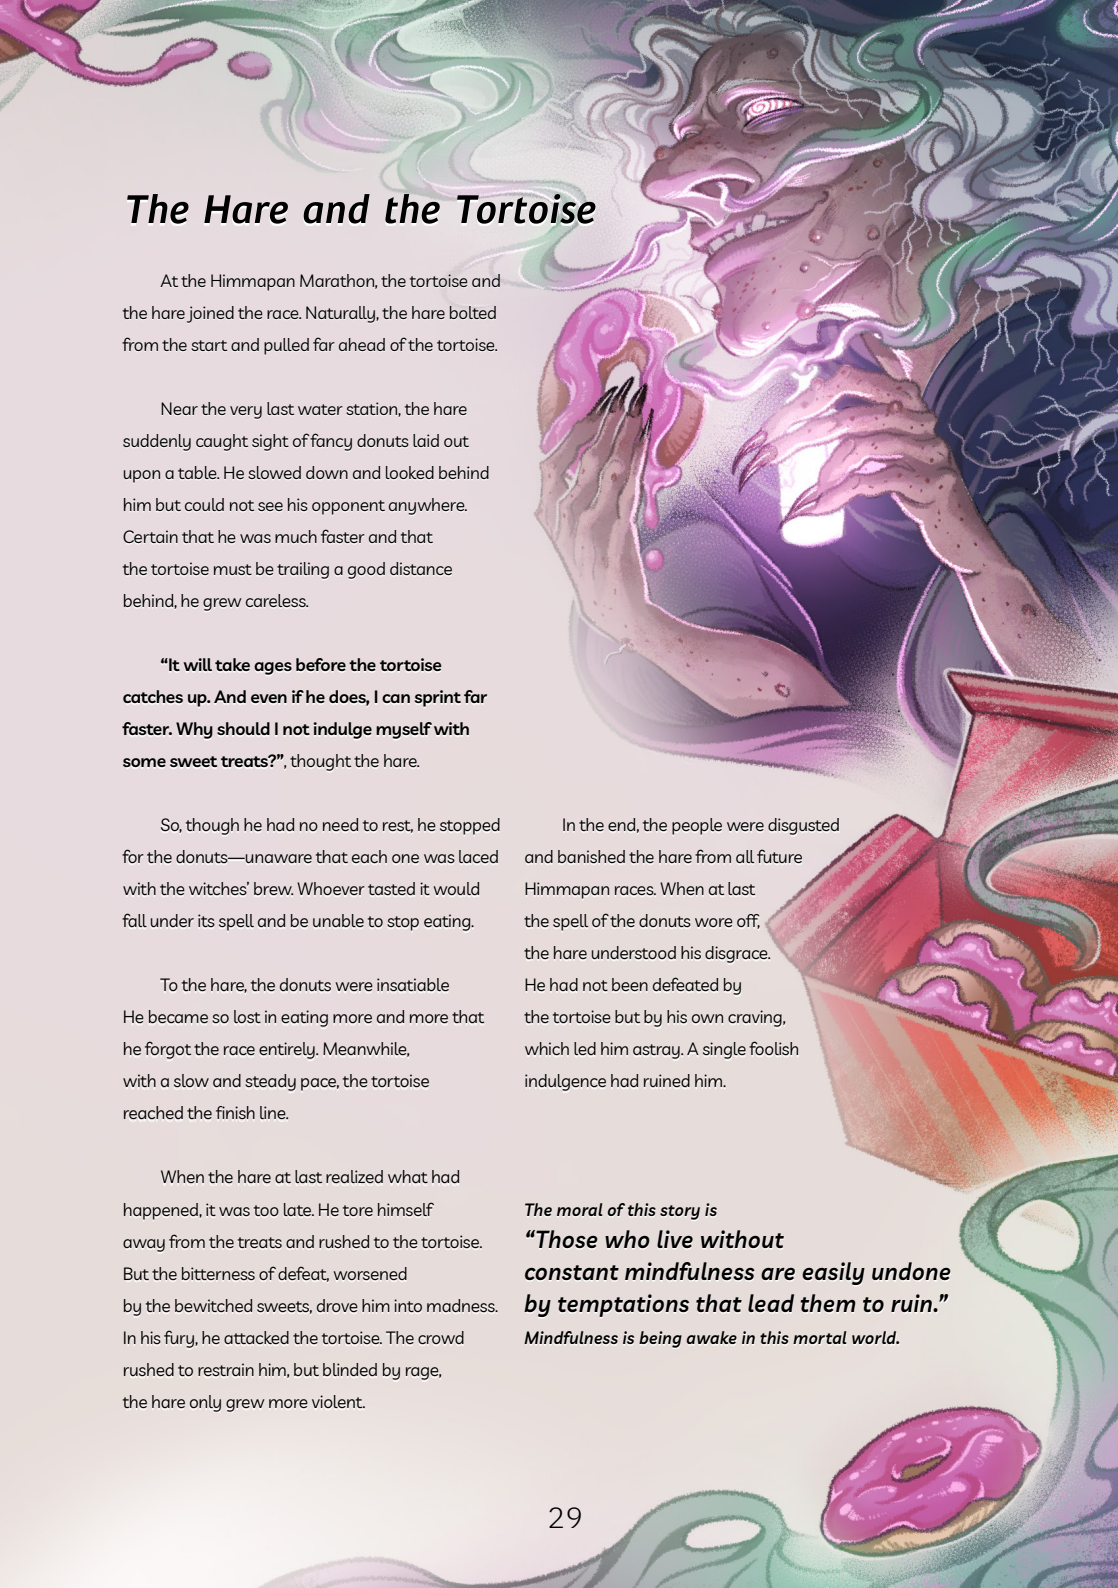 The Hare and the Tortoise
At the Himmapan Marathon, the tortoise and
the hare joined the race. Naturally, the hare bolted
from the start and pulled far ahead of the tortoise.
Near the very last water station, the hare
suddenly caught sight of fancy donuts laid out
upon a table. He slowed down and looked behind
him but could not see his opponent anywhere.
Certain that he was much faster and that
the tortoise must be trailing a good distance
behind, he grew careless.
“It will take ages before the tortoise
catches up. And even if he does, I can sprint far
faster. Why should I not indulge myself with
some sweet treats?”, thought the hare.
So, though he had no need to rest, he stopped
for the donuts—unaware that each one was laced
with the witches’ brew. Whoever tasted it would
fall under its spell and be unable to stop eating.
To the hare, the donuts were insatiable
He became so lost in eating more and more that
he forgot the race entirely. Meanwhile,
with a slow and steady pace, the tortoise
reached the finish line.
When the hare at last realized what had
happened, it was too late. He tore himself
away from the treats and rushed to the tortoise.
But the bitterness of defeat, worsened
by the bewitched sweets, drove him into madness.
In his fury, he attacked the tortoise. The crowd
rushed to restrain him, but blinded by rage,
the hare only grew more violent.
In the end, the people were disgusted
and banished the hare from all future
Himmapan races. When at last
the spell of the donuts wore off,
the hare understood his disgrace.
He had not been defeated by
the tortoise but by his own craving,
which led him astray. A single foolish
indulgence had ruined him.
The moral of this story is
“Those who live without
constant mindfulness are easily undone
by temptations that lead them to ruin.”
Mindfulness is being awake in this mortal world.
29